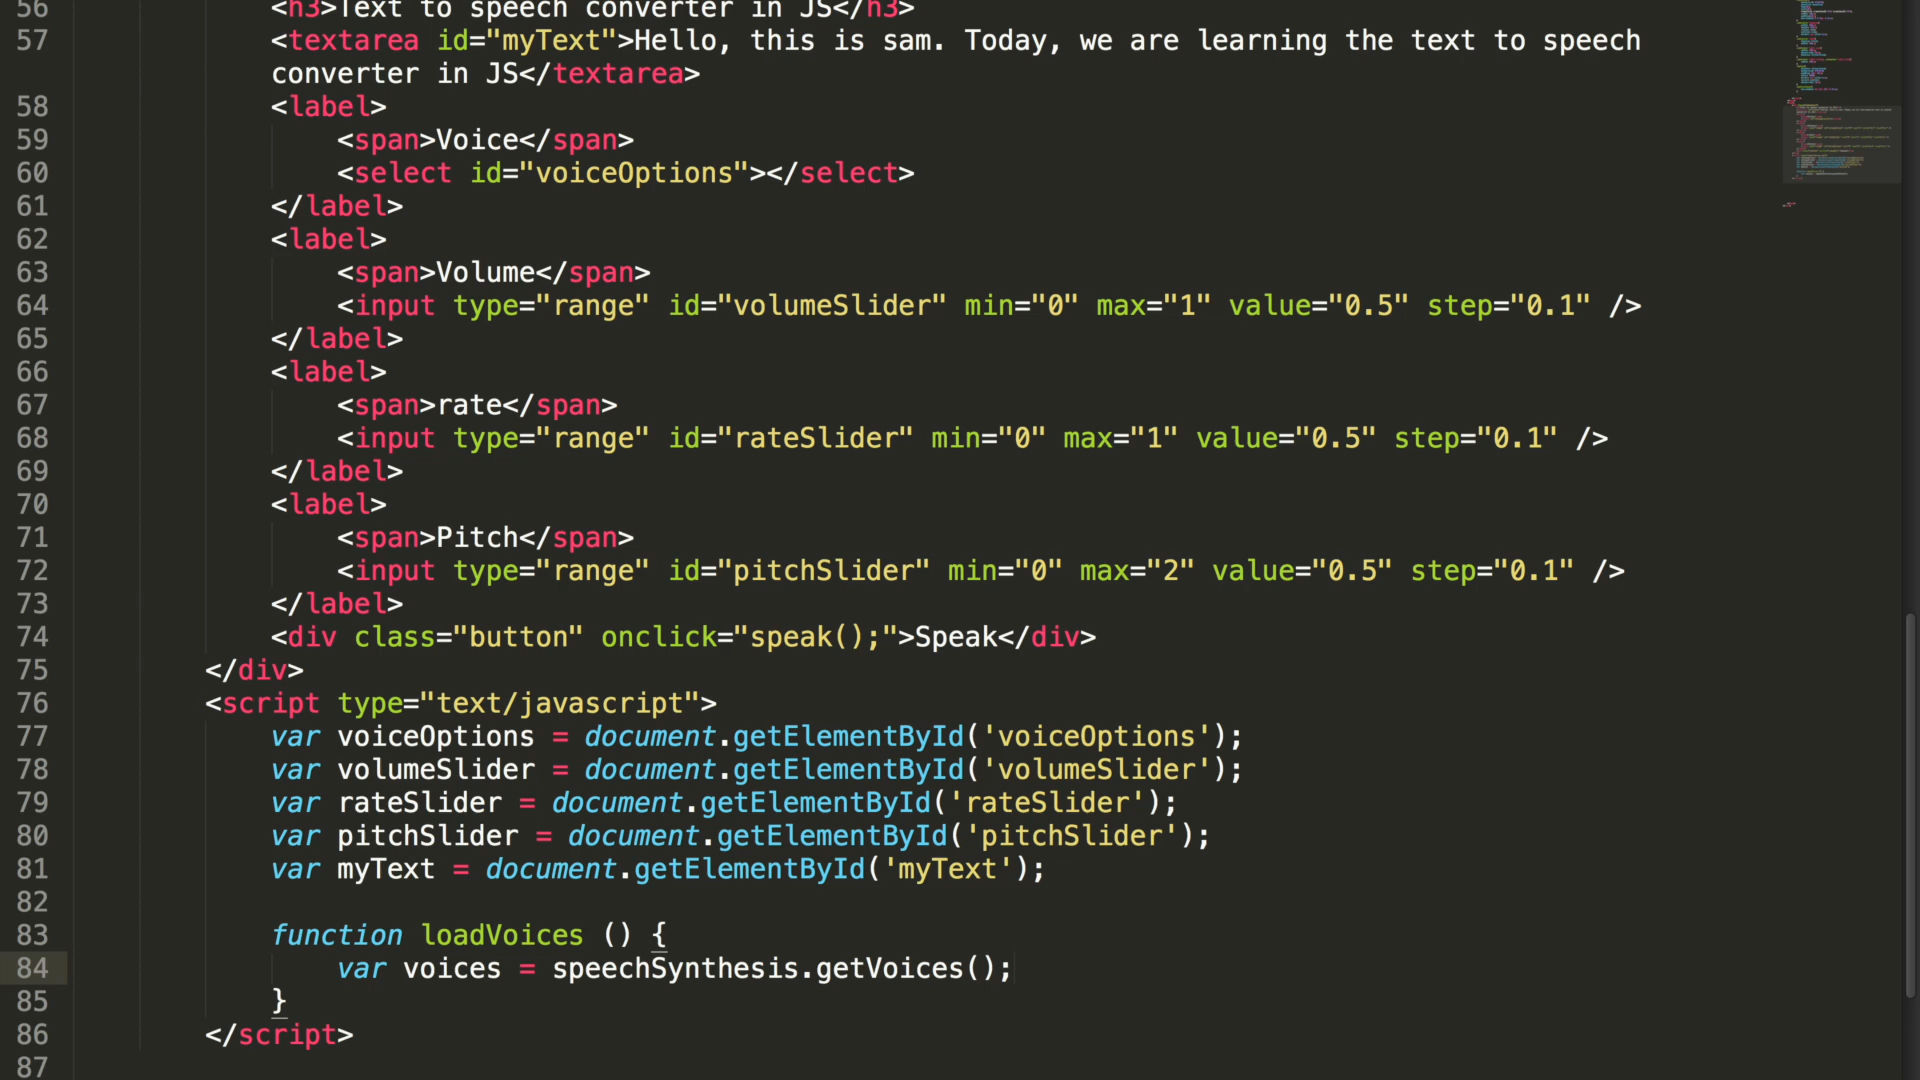 56 <h3>Text to speech converter in JS</h3>
57 <textarea id="myText">Hello, this is sam. Today, we are learning the text to speech
converter in JS</textarea>
58 <label>
59 <span>Voice</span>
60 <select id="voiceOptions"></select>
61 </label>
62 <label>
63 <span>Volume</span>
64 <input type="range" id="volumeSlider" min="0" max="1" value="0.5" step="0.1" />
65 </label>
66 <label>
67 <span>rate</span>
68 <input type="range" id="rateSlider" min="0" max="1" value="0.5" step="0.1" />
69 </label>
70 <label>
71 <span>Pitch</span>
72 <input type="range" id="pitchSlider" min="0" max="2" value="0.5" step="0.1" />
73 </label>
74 <div class="button" onclick="speak();">Speak</div>
75 </div>
76 <script type="text/javascript">
77 var voiceOptions = document.getElementById('voiceOptions');
78 var volumeSlider = document.getElementById('volumeSlider');
79 var rateSlider = document.getElementById('rateSlider');
80 var pitchSlider = document.getElementById('pitchSlider');
81 var myText = document.getElementById('myText');
82
83 function loadVoices () {
84 var voices = speechSynthesis.getVoices();
85 }
86 </script>
87